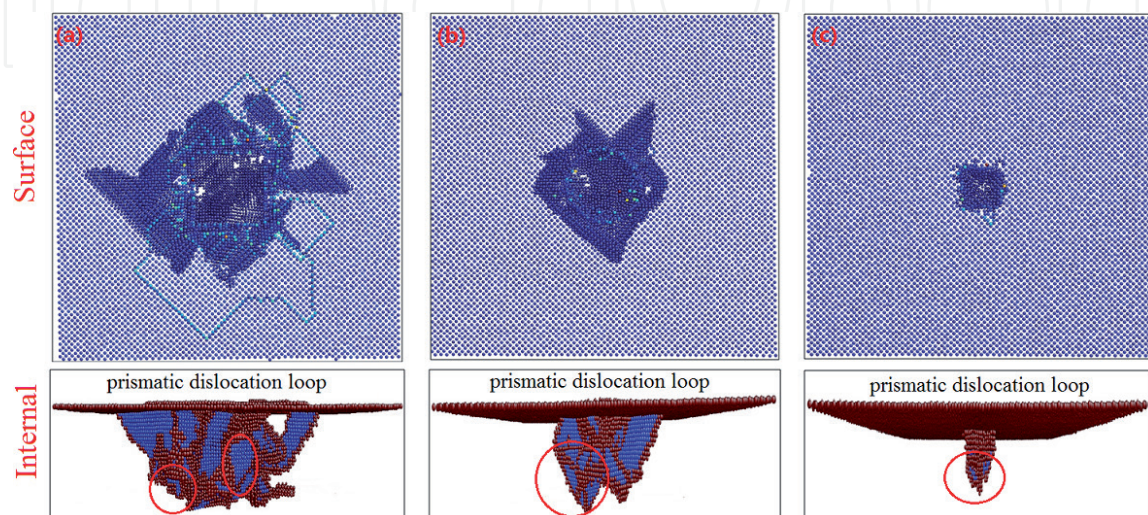 (a)
(b)
(c)
Surface
Internal
prismatic dislocation loop
prismatic dislocation loop
prismatic dislocation loop